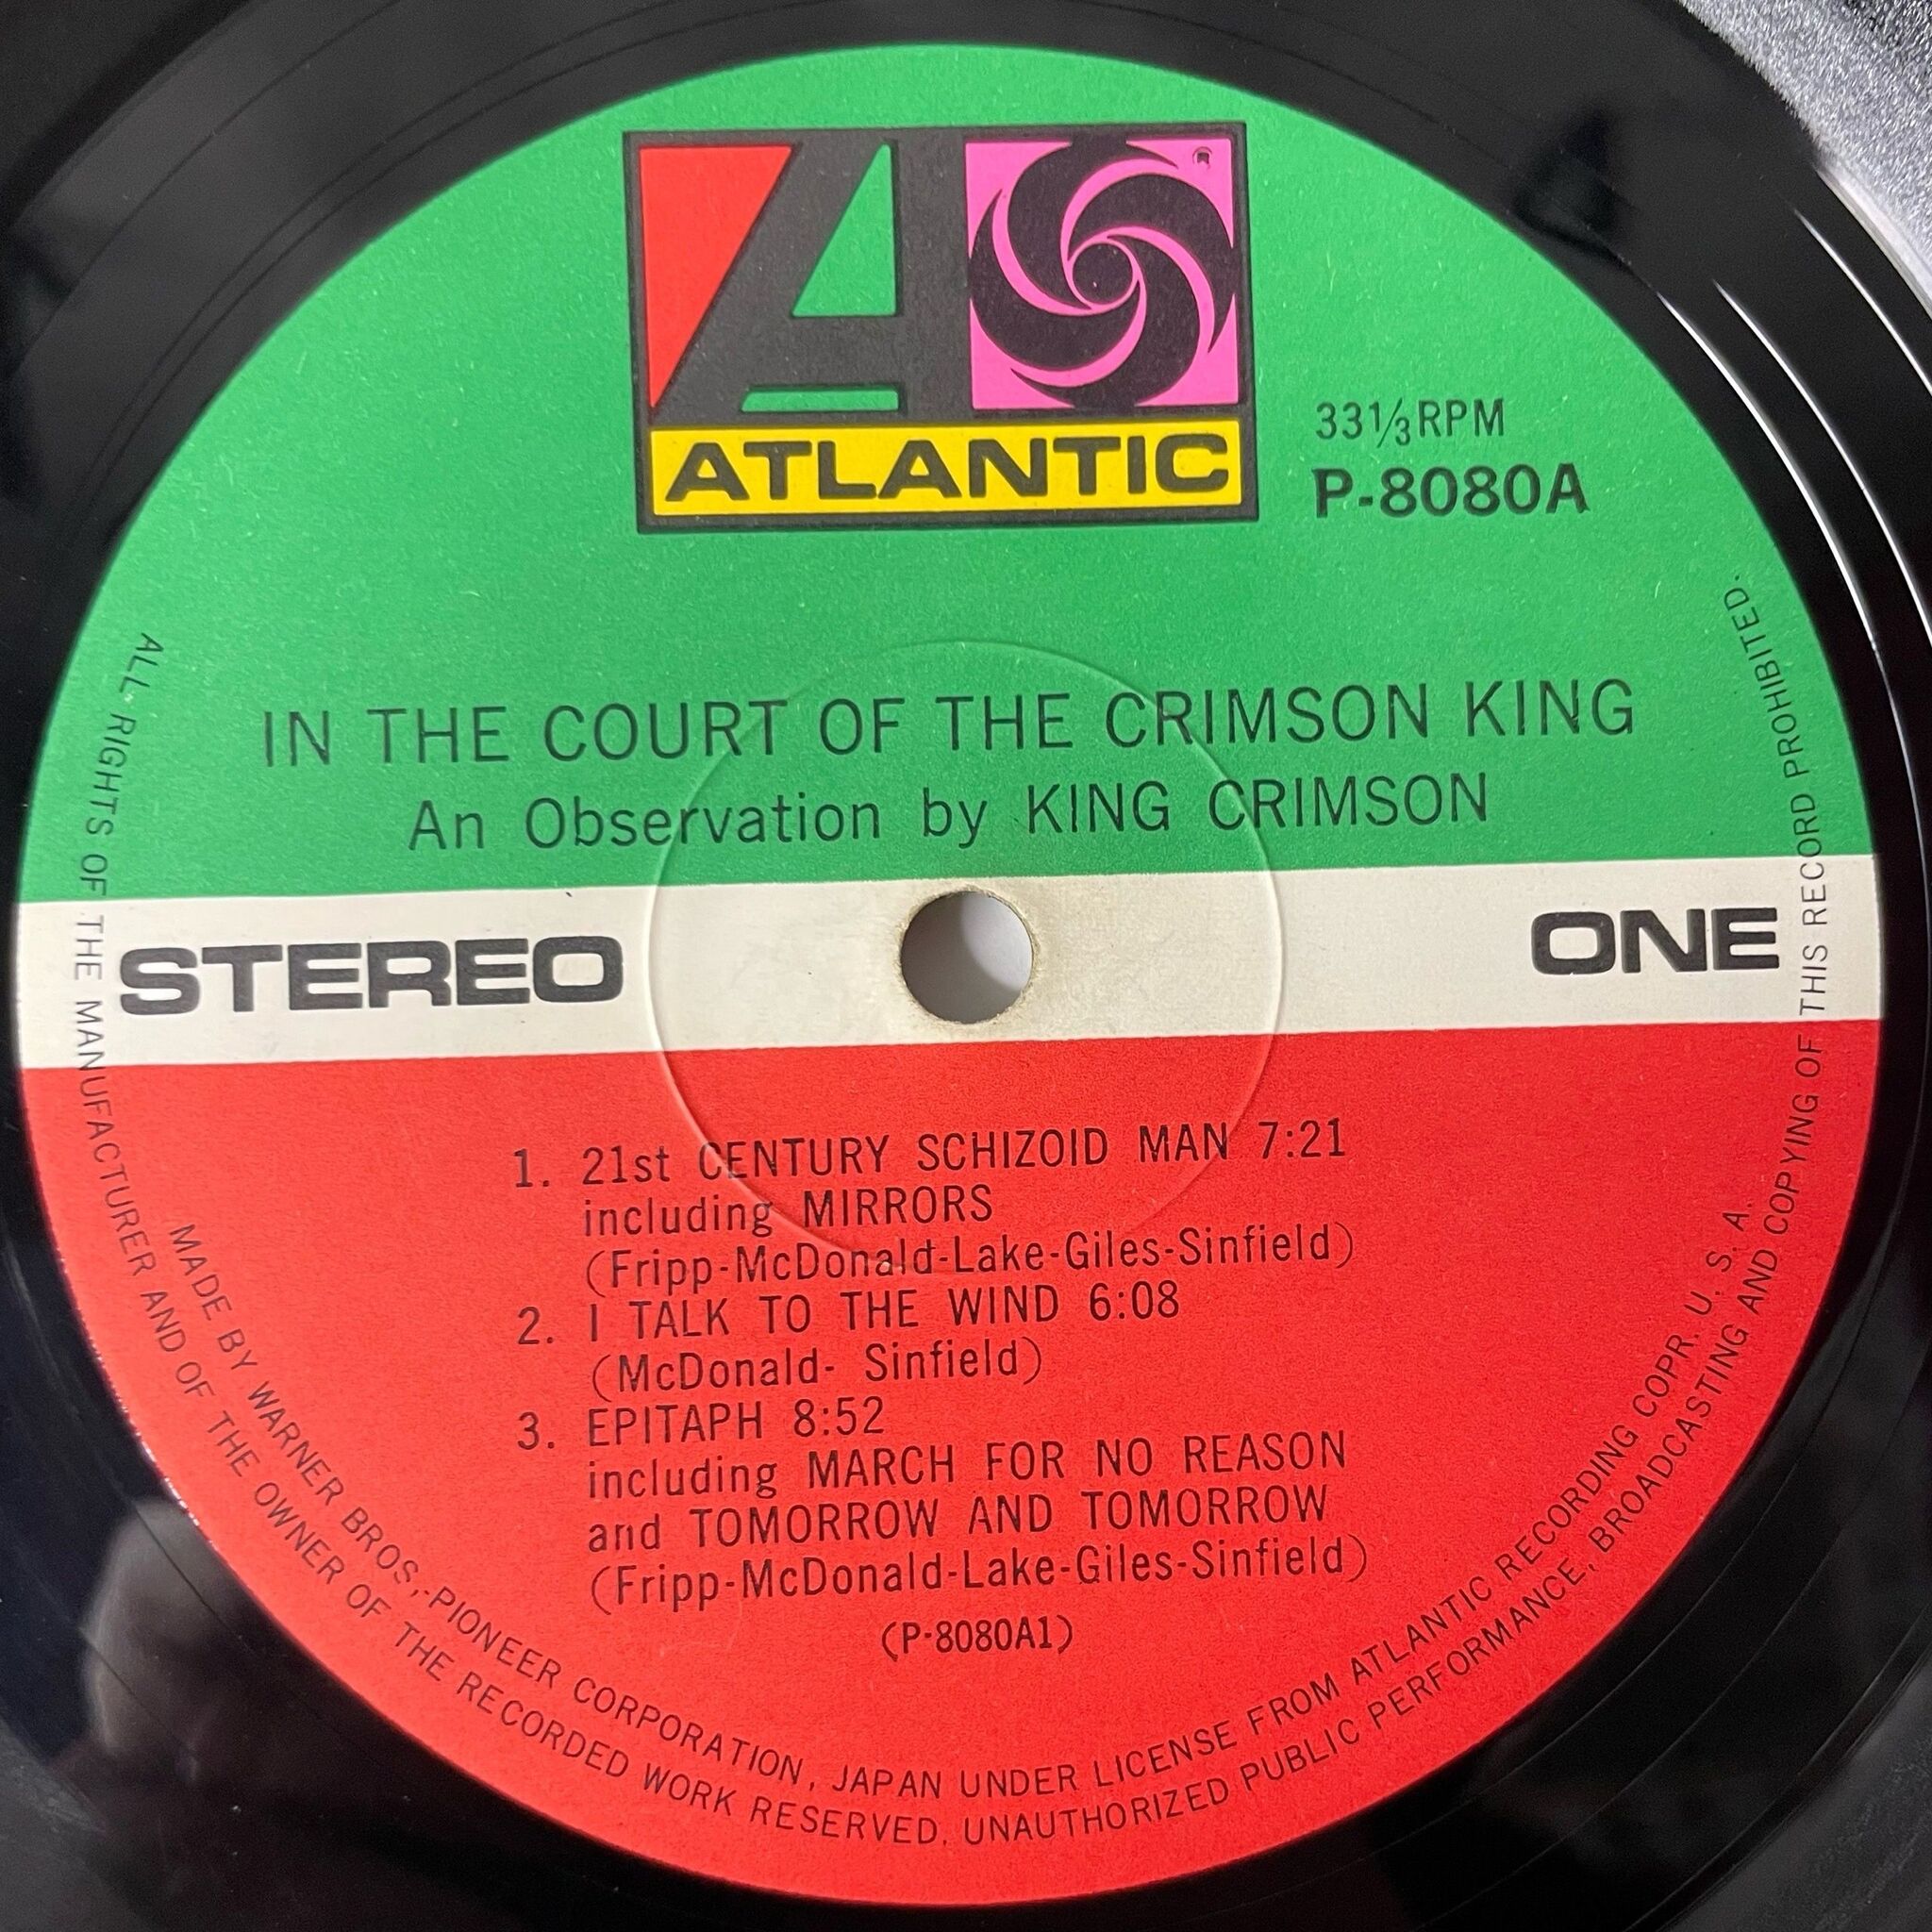 ATLANTIC
33⅓RPM
P-8080A
IN THE COURT OF THE CRIMSON KING
An Observation by KING CRIMSON
STEREO
ONE
1. 21st CENTURY SCHIZOID MAN 7:21
including MIRRORS
(Fripp-McDonald-Lake-Giles-Sinfield)
2. I TALK TO THE WIND 6:08
(McDonald- Sinfield)
3. EPITAPH 8:52
including MARCH FOR NO REASON
and TOMORROW AND TOMORROW
(Fripp-McDonald-Lake-Giles-Sinfield)
(P-8080A1)
MADE BY WARNER BROS,-PIONEER CORPORATION, JAPAN UNDER LICENSE FROM ATLANTIC RECORDING COPR. U. S. A.
ALL RIGHTS OF THE MANUFACTURER AND OF THE OWNER OF THE RECORDED WORK RESERVED. UNAUTHORIZED PUBLIC PERFORMANCE, BROADCASTING AND COPYING OF THIS RECORD PROHIBITED.